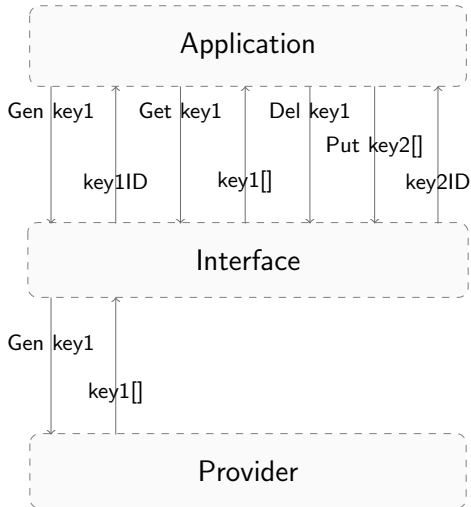 Application
Gen key1
Get key1
Del key1
Put key2[]
key1ID
key1[]
key2ID
Interface
Gen key1
key1[]
Provider